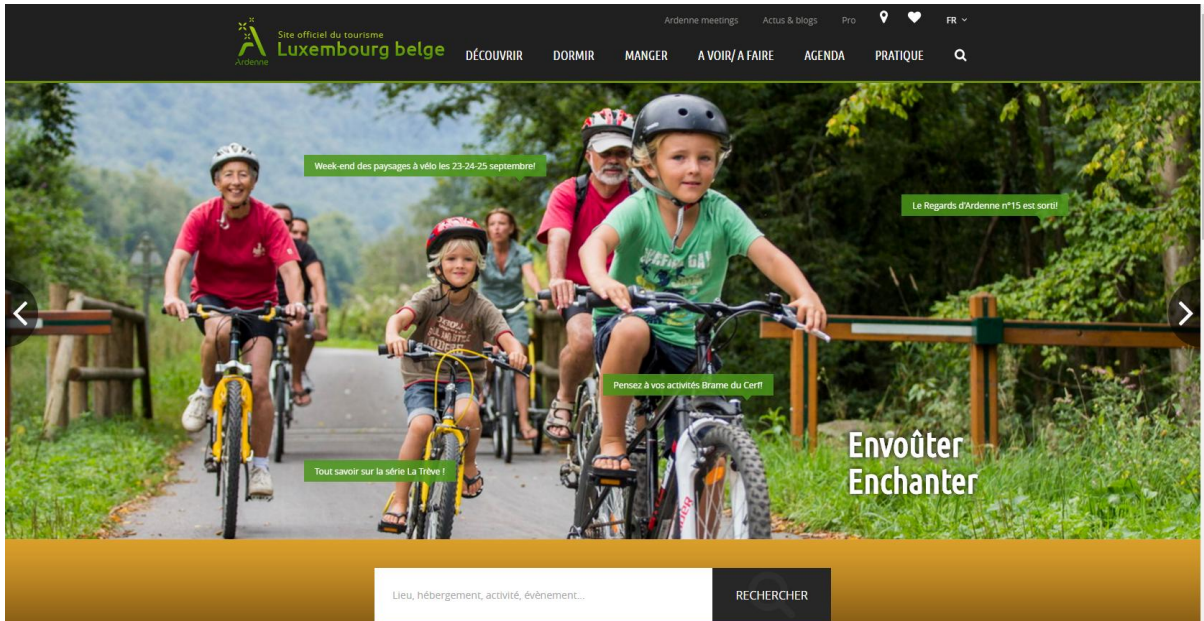 Ardenne meetings Actus & blogs Pro FR
Site officiel du tourisme
Luxembourg belge
Ardenne
DÉCOUVRIR DORMIR MANGER A VOIR/ A FAIRE AGENDA PRATIQUE
Week-end des paysages à vélo les 23-24-25 septembre!
Le Regards d'Ardenne n°15 est sorti!
Pensez à vos activités Brame du Cerf!
Tout savoir sur la série La Trève !
Envoûter
Enchanter
Lieu, hébergement, activité, évènement...
RECHERCHER